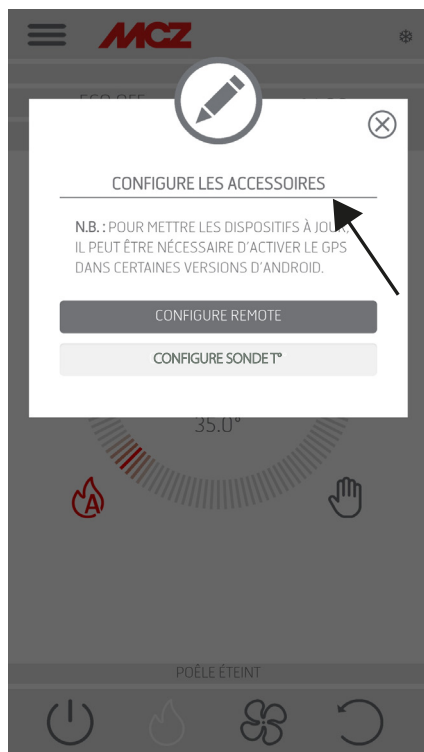 MCZ
CONFIGURE LES ACCESSOIRES
N.B. : POUR METTRE LES DISPOSITIFS À JOUR,
IL PEUT ÊTRE NÉCESSAIRE D'ACTIVER LE GPS
DANS CERTAINES VERSIONS D'ANDROID.
CONFIGURE REMOTE
CONFIGURE SONDE T°
35.0°
A
POÊLE ÉTEINT